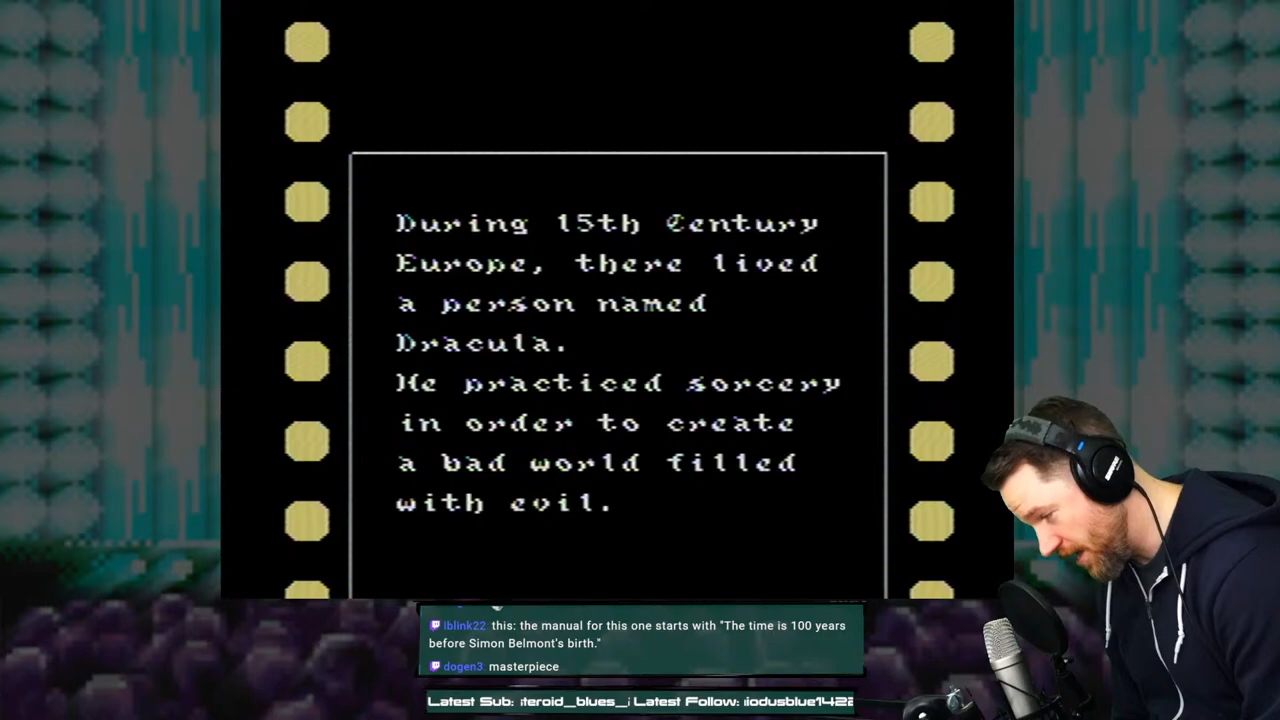 During 15th Century
Europe, there lived
a person named
Dracula.
He practiced sorcery
in order to create
a bad world filled
with evil.
lblink22: this: the manual for this one starts with "The time is 100 years
before Simon Belmont's birth."
dogen3: masterpiece
Latest Sub: iteroid_blues_i Latest Follow: iodusblue1422